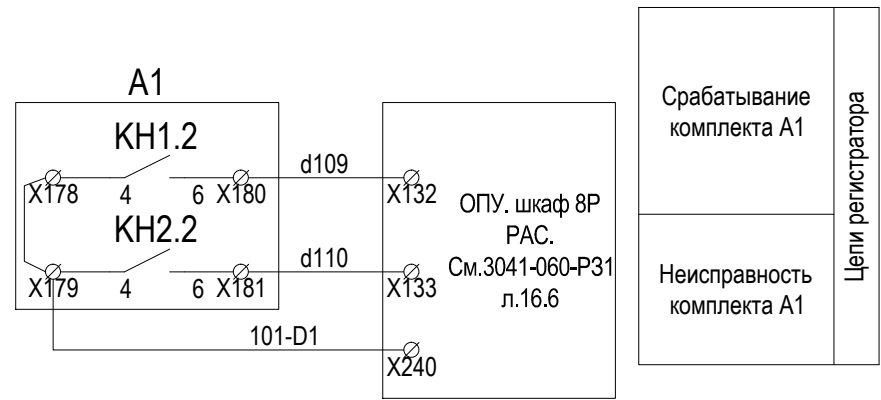 A1
KH1.2
X178
4
6
X180
d109
X132
KH2.2
X179
4
6
X181
d110
X133
101-D1
X240
ОПУ. шкаф 8Р
РАС.
См.3041-060-РЗ1
л.16.6
Срабатывание
комплекта А1
Неисправность
комплекта А1
Цепи регистратора